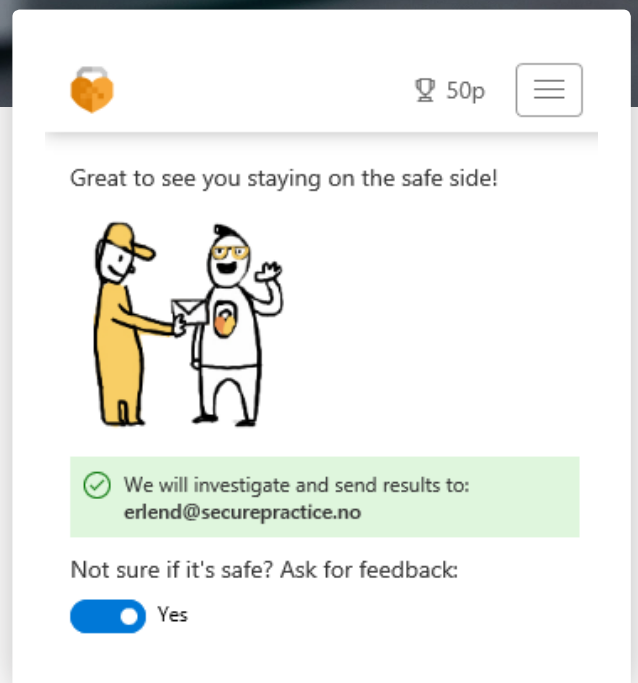 50p
Great to see you staying on the safe side!
We will investigate and send results to:
erlend@securepractice.no
Not sure if it's safe? Ask for feedback:
Yes